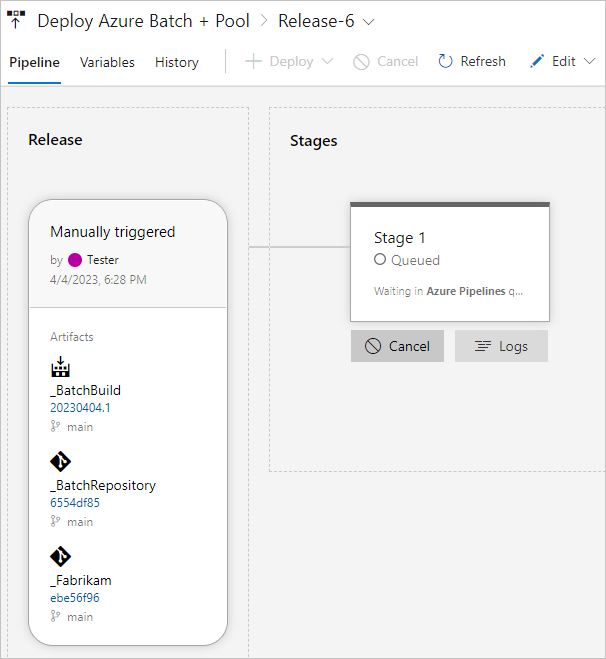 Deploy Azure Batch + Pool > Release-6
Pipeline Variables History Deploy Cancel Refresh Edit
Release
Manually triggered
by Tester
4/4/2023, 6:28 PM
Artifacts
_BatchBuild
20230404.1
main
_BatchRepository
6554df85
main
_Fabrikam
ebe56f96
main
Stages
Stage 1
Queued
Waiting in Azure Pipelines q...
Cancel Logs